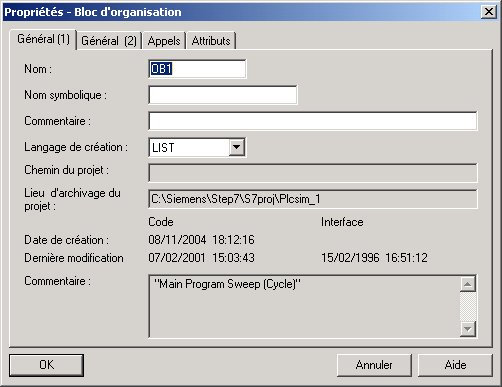 Propriétés - Bloc d'organisation
Général (1) Général (2) Appels Attributs
Nom : OB1
Nom symbolique :
Commentaire :
Langage de création : LIST
Chemin du projet :
Lieu d'archivage du
projet : C:\Siemens\Step7\S7proj\Plcsim_1
Code Interface
Date de création : 08/11/2004 18:12:16
Dernière modification 07/02/2001 15:03:43 15/02/1996 16:51:12
Commentaire : "Main Program Sweep (Cycle)"
OK Annuler Aide